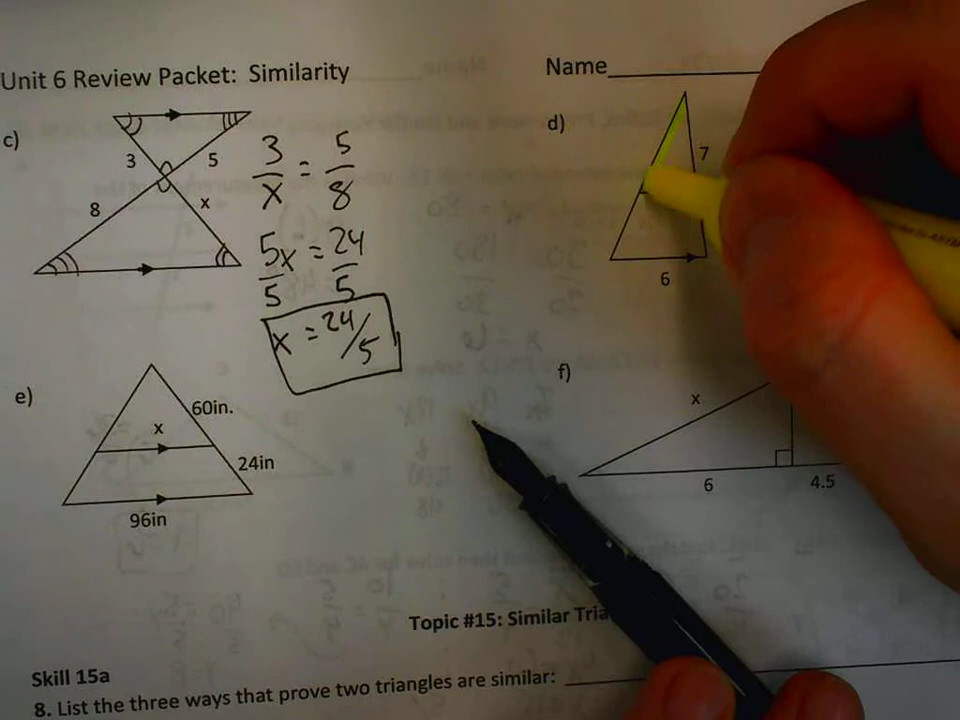 Unit 6 Review Packet: Similarity
Name
c)
3
5
8
x
3/x = 5/8
5x/5 = 24/5
x = 24/5
d)
7
6
e)
60in.
x
24in
96in
f)
x
6
4.5
Topic #15: Similar Tria
Skill 15a
8. List the three ways that prove two triangles are similar: